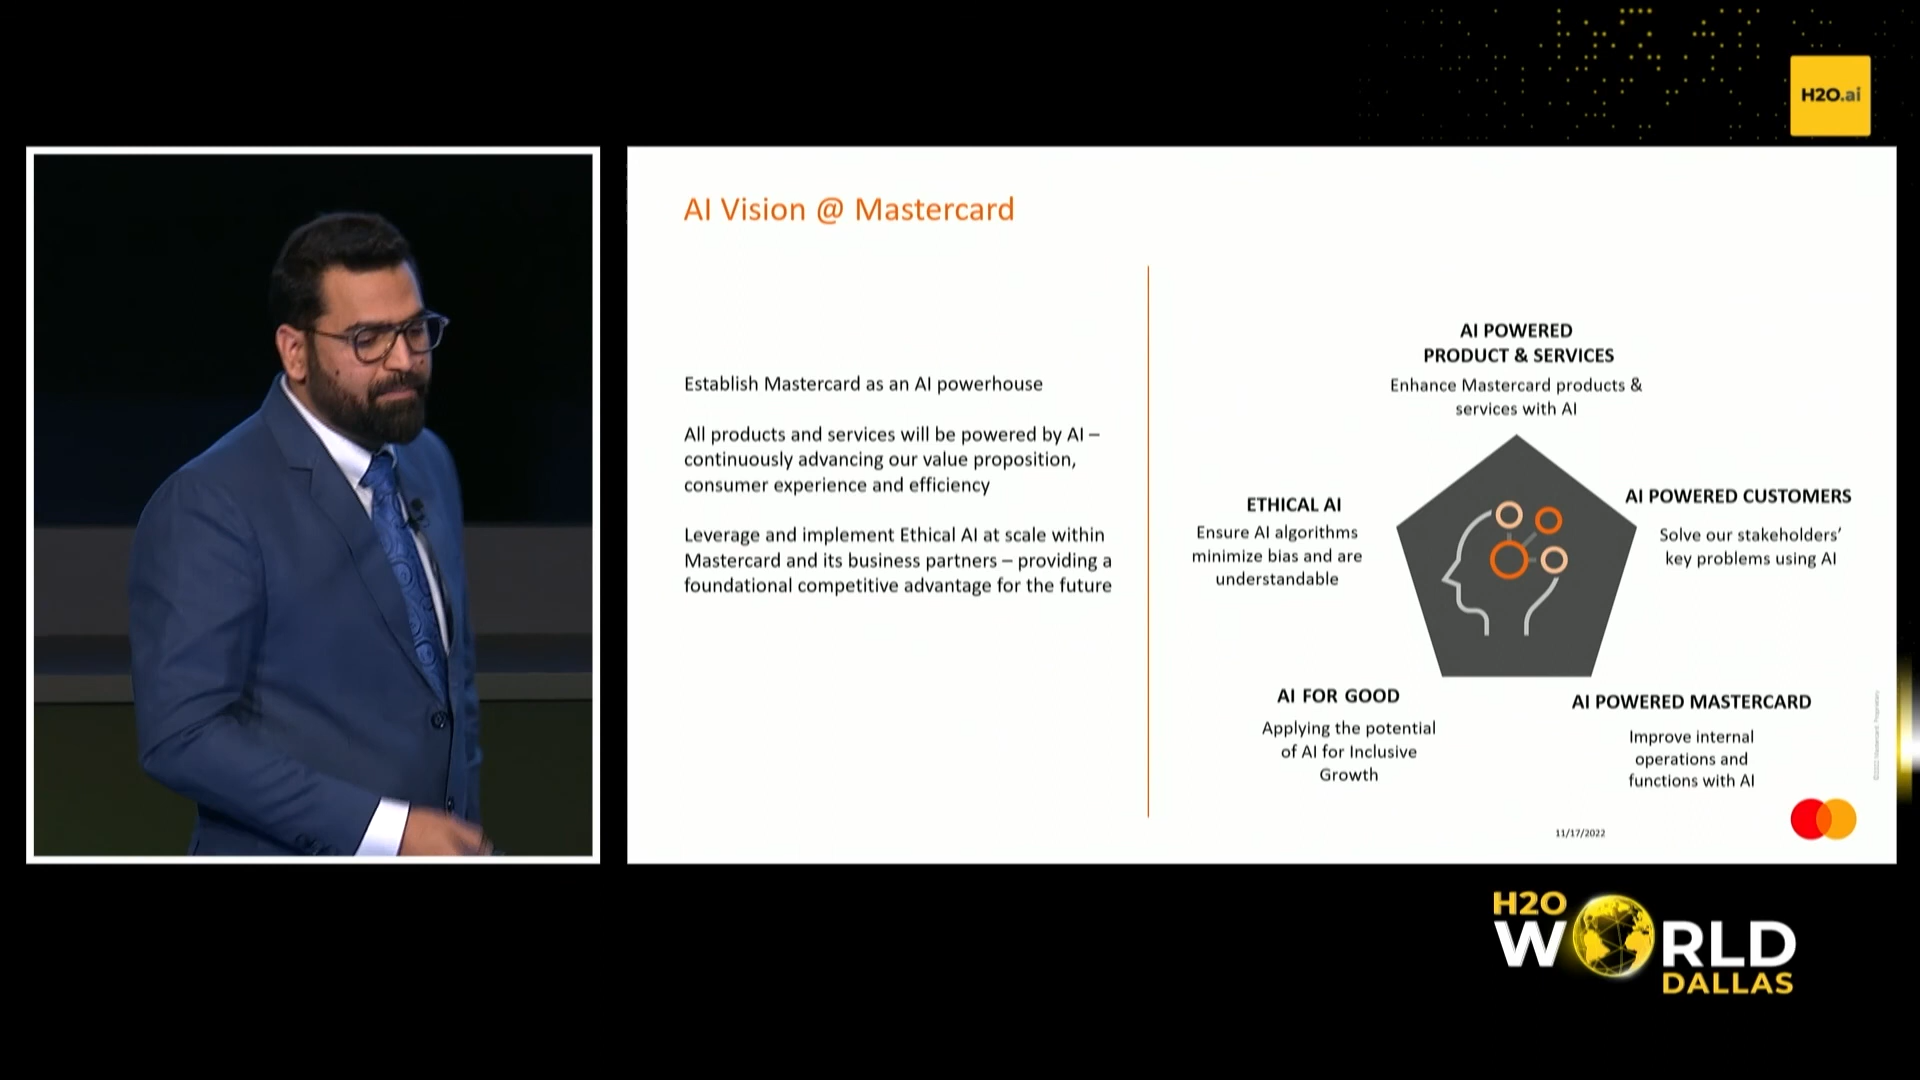 H2O.ai
AI Vision @ Mastercard
Establish Mastercard as an AI powerhouse
All products and services will be powered by AI –
continuously advancing our value proposition,
consumer experience and efficiency
Leverage and implement Ethical AI at scale within
Mastercard and its business partners – providing a
foundational competitive advantage for the future
AI POWERED
PRODUCT & SERVICES
Enhance Mastercard products &
services with AI
AI POWERED CUSTOMERS
Solve our stakeholders’
key problems using AI
ETHICAL AI
Ensure AI algorithms
minimize bias and are
understandable
AI FOR GOOD
Applying the potential
of AI for Inclusive
Growth
AI POWERED MASTERCARD
Improve internal
operations and
functions with AI
11/17/2022
©2022 Mastercard. Proprietary
H2O
WORLD
DALLAS